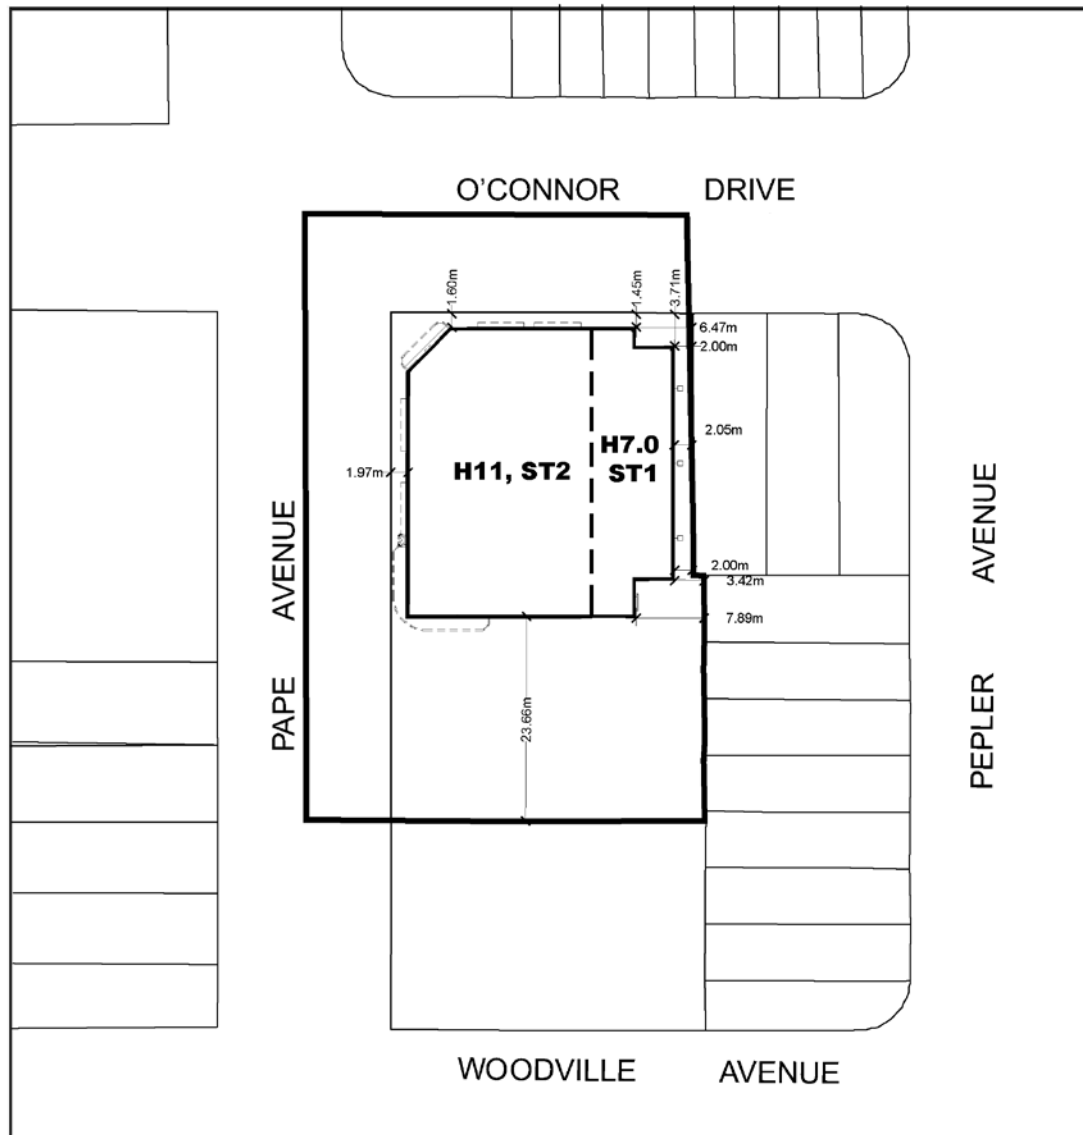 O'CONNOR DRIVE
1.60m
1.45m
3.71m
6.47m
2.00m
2.05m
H7.0
ST1
H11, ST2
1.97m
PAPE AVENUE
PEPLER AVENUE
2.00m
3.42m
7.89m
23.66m
WOODVILLE AVENUE